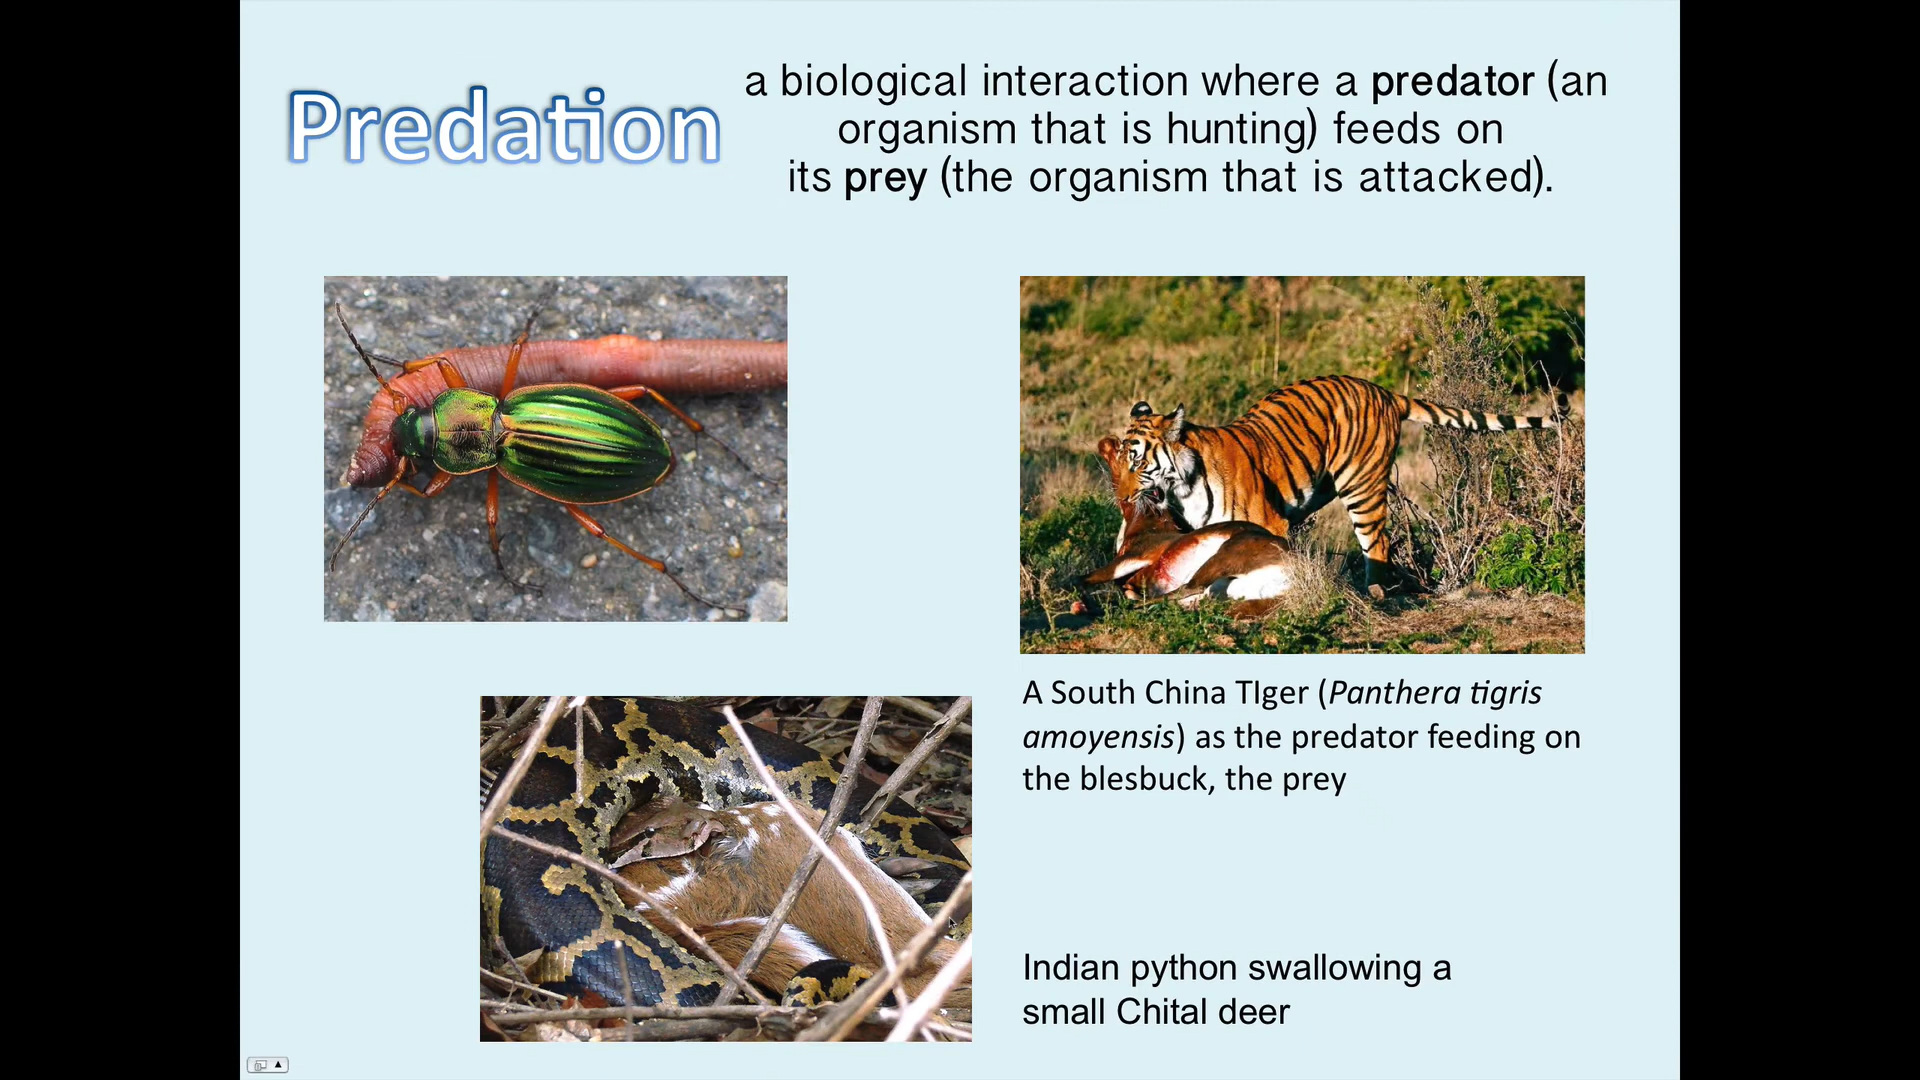 Predation
a biological interaction where a predator (an
organism that is hunting) feeds on
its prey (the organism that is attacked).
A South China TIger (Panthera tigris
amoyensis) as the predator feeding on
the blesbuck, the prey
Indian python swallowing a
small Chital deer